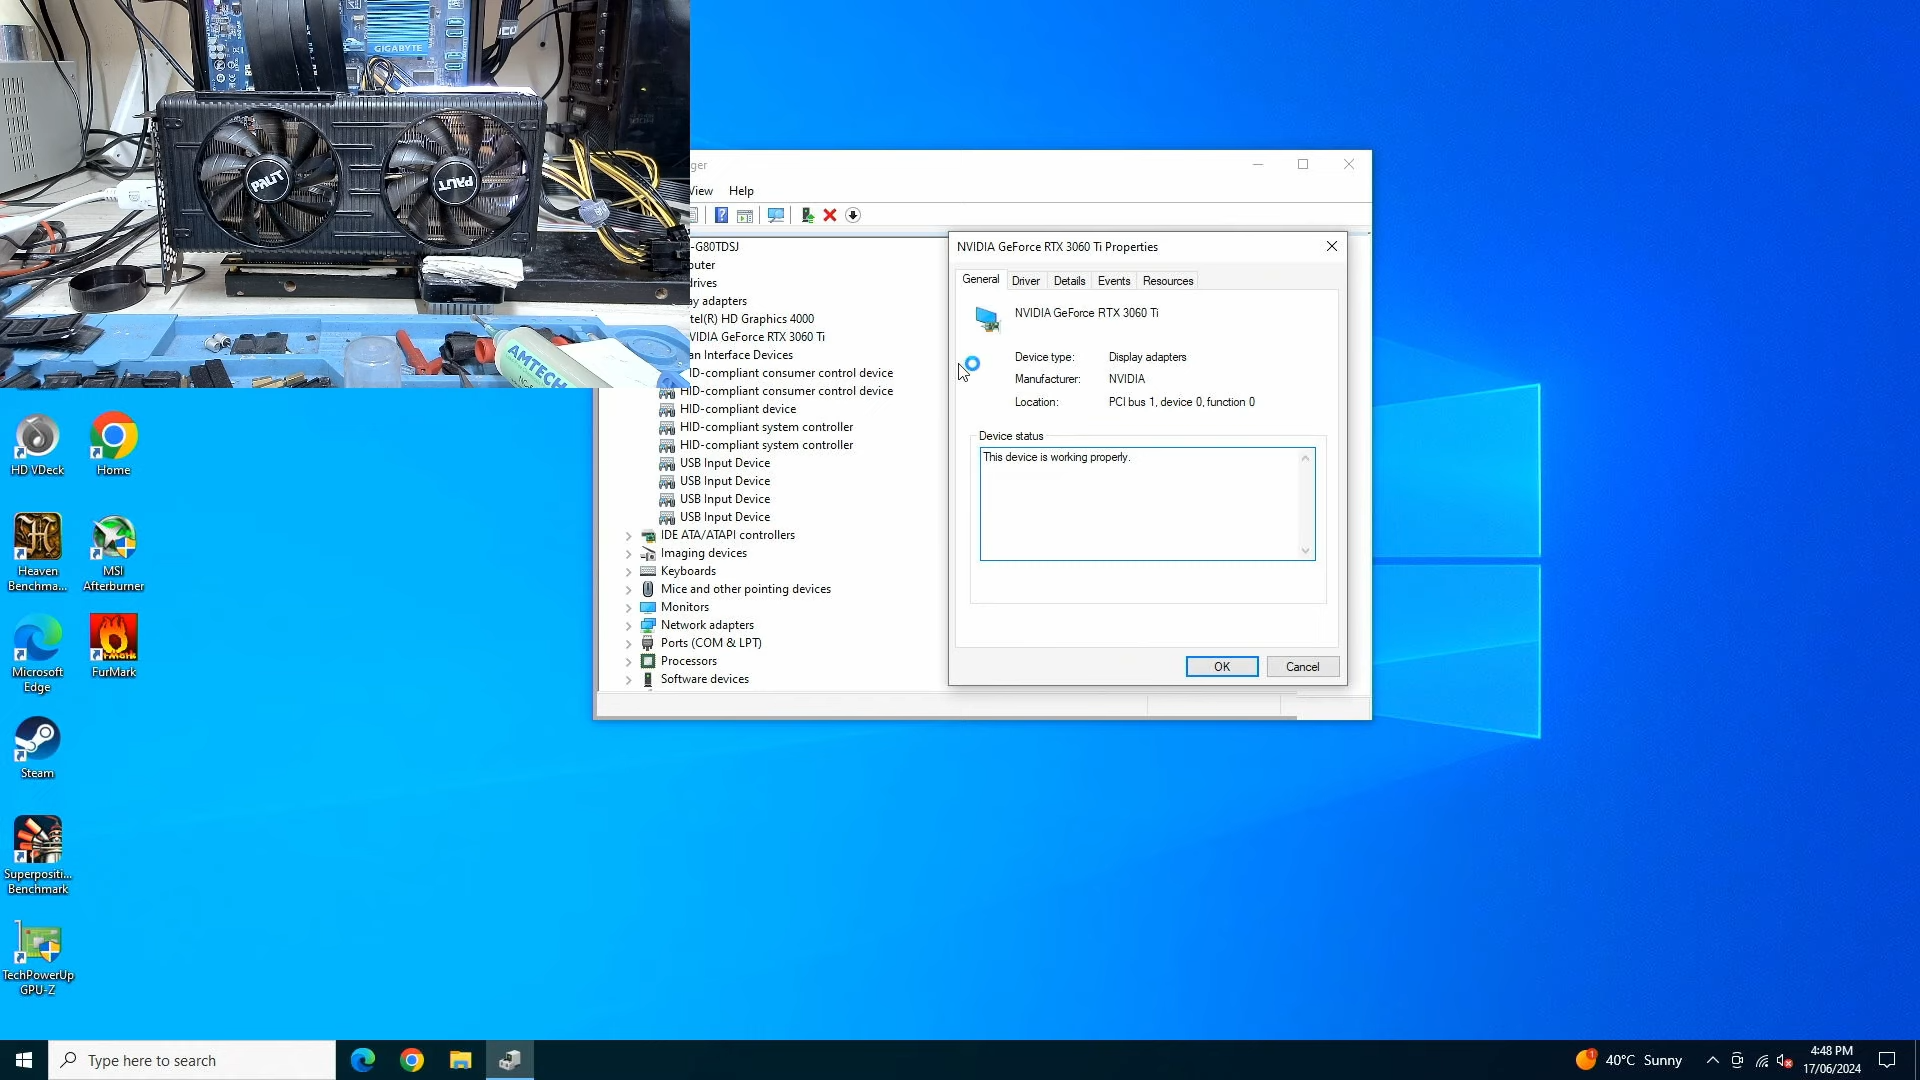 GIGABYTE
PALIT
PALIT
AMTECH
ger
View Help
-G80TDSJ
outer
drives
ay adapters
tel(R) HD Graphics 4000
VIDIA GeForce RTX 3060 Ti
an Interface Devices
ID-compliant consumer control device
HID-compliant consumer control device
HID-compliant device
HID-compliant system controller
HID-compliant system controller
USB Input Device
USB Input Device
USB Input Device
USB Input Device
IDE ATA/ATAPI controllers
Imaging devices
Keyboards
Mice and other pointing devices
Monitors
Network adapters
Ports (COM & LPT)
Processors
Software devices
NVIDIA GeForce RTX 3060 Ti Properties
General Driver Details Events Resources
NVIDIA GeForce RTX 3060 Ti
Device type: Display adapters
Manufacturer: NVIDIA
Location: PCI bus 1, device 0, function 0
Device status
This device is working properly.
OK Cancel
HD VDeck
Home
Heaven
Benchma...
MSI
Afterburner
Microsoft
Edge
FurMark
Steam
Superpositi...
Benchmark
TechPowerUp
GPU-Z
Type here to search
40°C Sunny
4:48 PM
17/06/2024